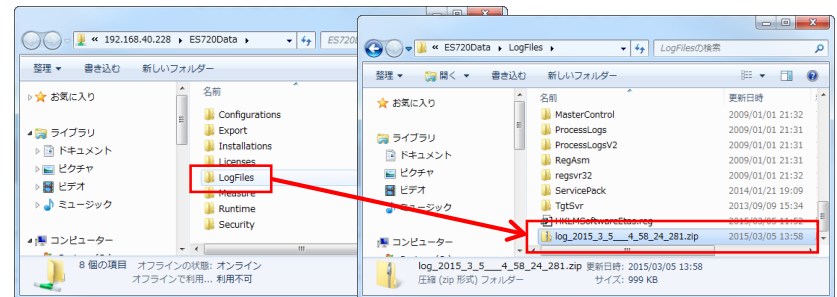 « 192.168.40.228 ▸ ES720Data ▸
整理 ▼ 書き込む 新しいフォルダー
お気に入り
ライブラリ
ドキュメント
ピクチャ
ビデオ
ミュージック
コンピューター
名前
Configurations
Export
Installations
Licenses
LogFiles
Measure
Runtime
Security
8 個の項目 オフラインの状態: オンライン
オフラインで利用... 利用不可
« ES720Data ▸ LogFiles ▸ LogFilesの検索
整理 ▼ 開く ▼ 書き込む 新しいフォルダー
お気に入り
ライブラリ
ドキュメント
ピクチャ
ビデオ
ミュージック
コンピューター
名前 更新日時
MasterControl 2009/01/01 21:32
ProcessLogs 2009/01/01 21:31
ProcessLogsV2 2009/01/01 21:31
RegAsm 2009/01/01 21:31
regsvr32 2009/01/01 21:32
ServicePack 2014/01/21 19:09
TgtSvr 2013/09/09 15:34
HKLMSoftwareEtas.reg 2015/03/05 11:52
log_2015_3_5___4_58_24_281.zip 2015/03/05 13:58
log_2015_3_5___4_58_24_281.zip 更新日時: 2015/03/05 13:58
圧縮 (zip 形式) フォルダー サイズ: 999 KB